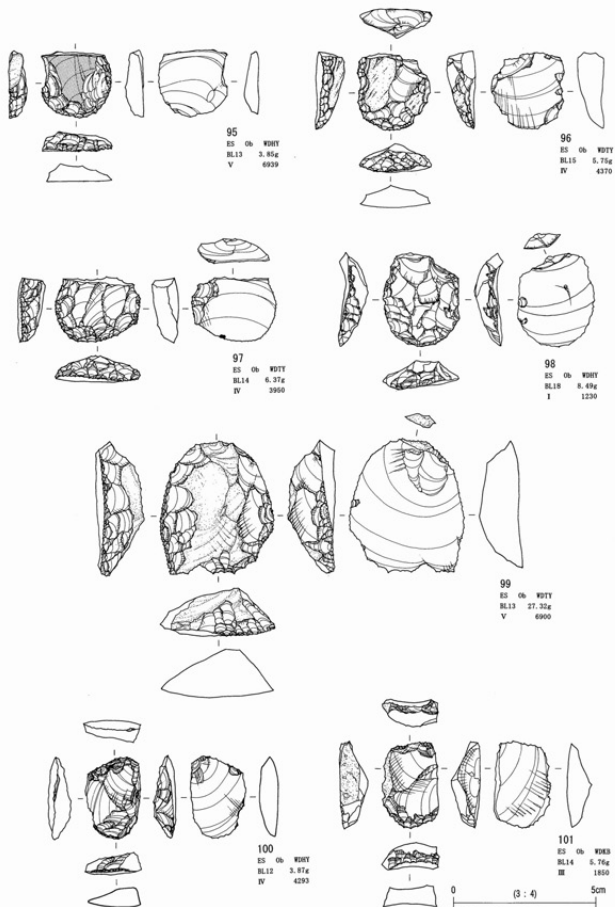 95
ES Ob WDHY
BL13 3.85g
V 6939
96
ES Ob WDTY
BL15 5.75g
IV 4370
97
ES Ob WDTY
BL14 6.37g
IV 3950
98
ES Ob WDHY
BL18 8.49g
I 1230
99
ES Ob WDTY
BL13 27.32g
V 6900
100
ES Ob WDHY
BL12 3.87g
IV 4293
101
ES Ob WDKB
BL14 5.76g
III 1850
0 (3 : 4) 5cm